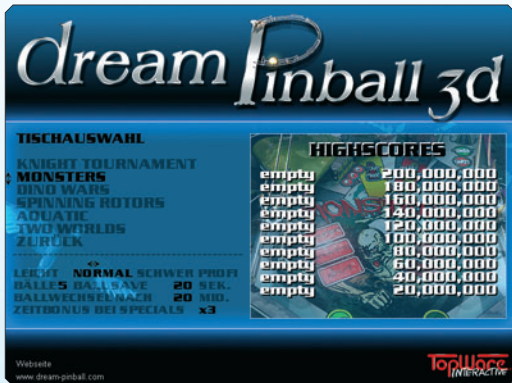 dream Pinball 3d
TISCHAUSWAHL
KNIGHT TOURNAMENT
MONSTERS
DINO WARS
SPINNING ROTORS
AQUATIC
TWO WORLDS
ZURÜCK
LEICHT NORMAL SCHWER PROFI
BÄLLE 5 BALL SAVE 20 SEK.
BALLWECHSEL NACH 20 MIO.
ZEITBONUS BEI SPECIALS x3
HIGHSCORES
empty 200,000,000
empty 180,000,000
empty 160,000,000
empty 140,000,000
empty 120,000,000
empty 100,000,000
empty 80,000,000
empty 60,000,000
empty 40,000,000
empty 20,000,000
Webseite
www.dream-pinball.com
TopWare
INTERACTIVE